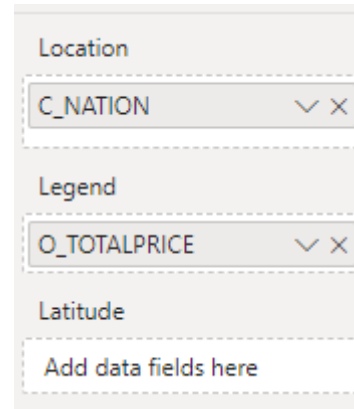 Location
C_NATION
Legend
O_TOTALPRICE
Latitude
Add data fields here